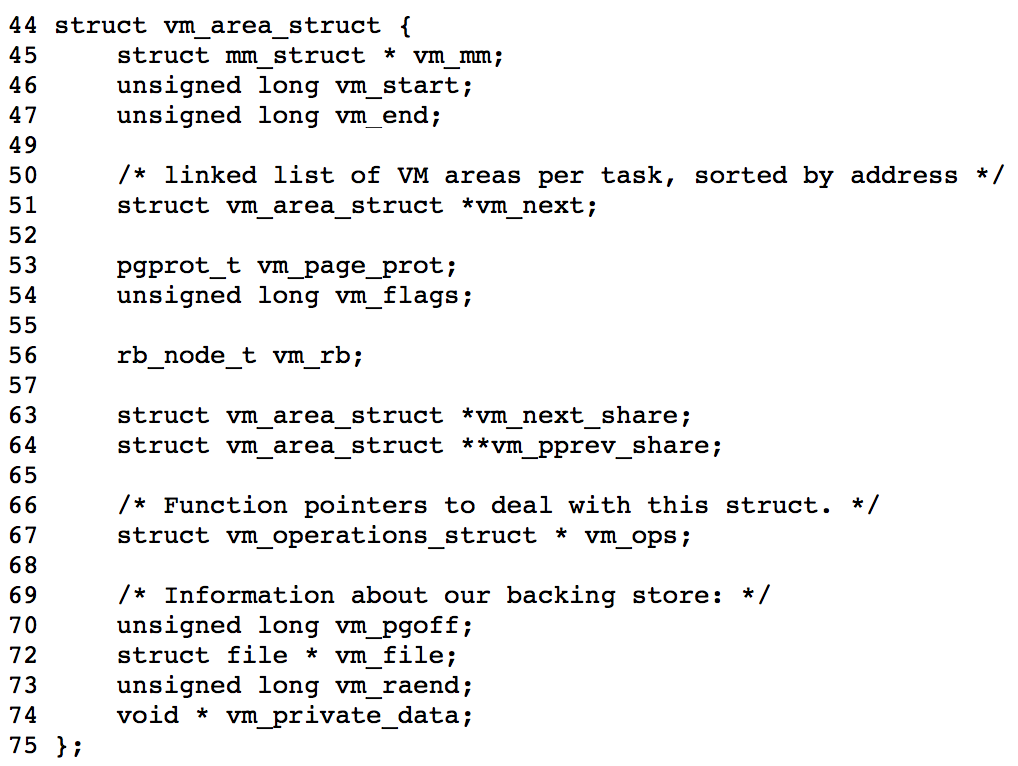 44 struct vm_area_struct {
45     struct mm_struct * vm_mm;
46     unsigned long vm_start;
47     unsigned long vm_end;
49
50     /* linked list of VM areas per task, sorted by address */
51     struct vm_area_struct *vm_next;
52
53     pgprot_t vm_page_prot;
54     unsigned long vm_flags;
55
56     rb_node_t vm_rb;
57
63     struct vm_area_struct *vm_next_share;
64     struct vm_area_struct **vm_pprev_share;
65
66     /* Function pointers to deal with this struct. */
67     struct vm_operations_struct * vm_ops;
68
69     /* Information about our backing store: */
70     unsigned long vm_pgoff;
72     struct file * vm_file;
73     unsigned long vm_raend;
74     void * vm_private_data;
75 };